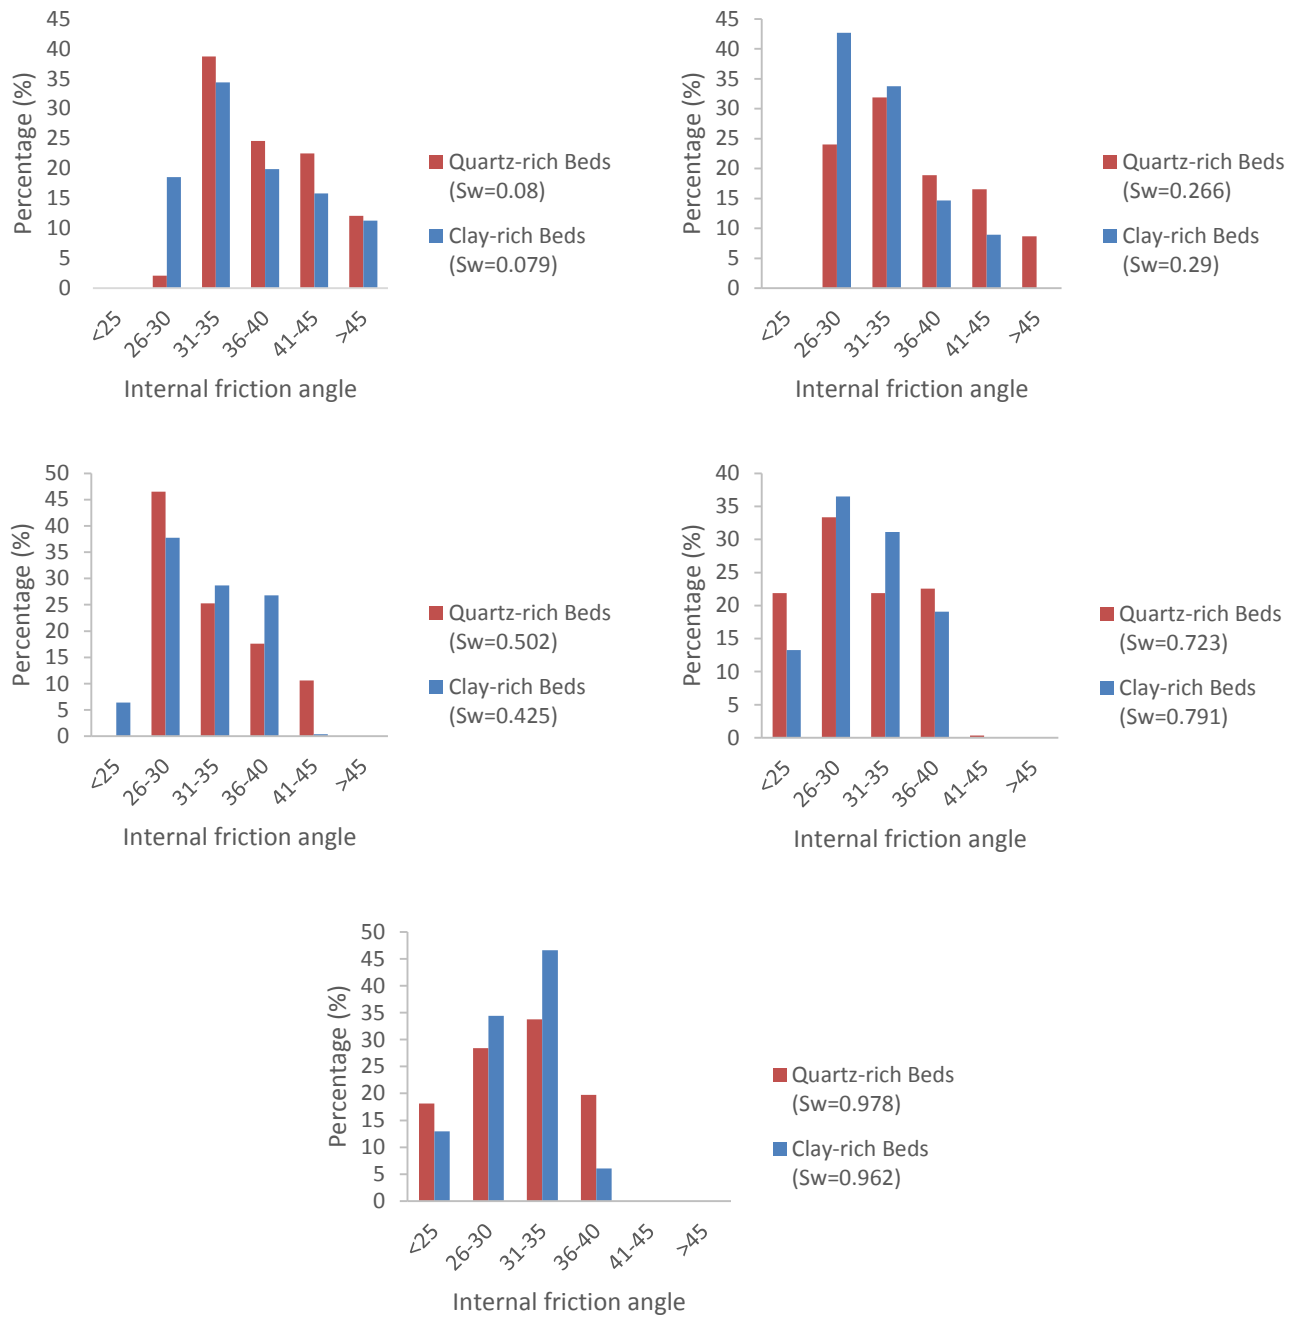 45
40
35
30
25
20
15
10
5
0
Percentage (%)
<25
26-30
31-35
36-40
41-45
>45
Internal friction angle
Quartz-rich Beds
(Sw=0.08)
Clay-rich Beds
(Sw=0.079)
45
40
35
30
25
20
15
10
5
0
Percentage (%)
<25
26-30
31-35
36-40
41-45
>45
Internal friction angle
Quartz-rich Beds
(Sw=0.266)
Clay-rich Beds
(Sw=0.29)
50
45
40
35
30
25
20
15
10
5
0
Percentage (%)
<25
26-30
31-35
36-40
41-45
>45
Internal friction angle
Quartz-rich Beds
(Sw=0.502)
Clay-rich Beds
(Sw=0.425)
40
35
30
25
20
15
10
5
0
Percentage (%)
<25
26-30
31-35
36-40
41-45
>45
Internal friction angle
Quartz-rich Beds
(Sw=0.723)
Clay-rich Beds
(Sw=0.791)
50
45
40
35
30
25
20
15
10
5
0
Percentage (%)
<25
26-30
31-35
36-40
41-45
>45
Internal friction angle
Quartz-rich Beds
(Sw=0.978)
Clay-rich Beds
(Sw=0.962)